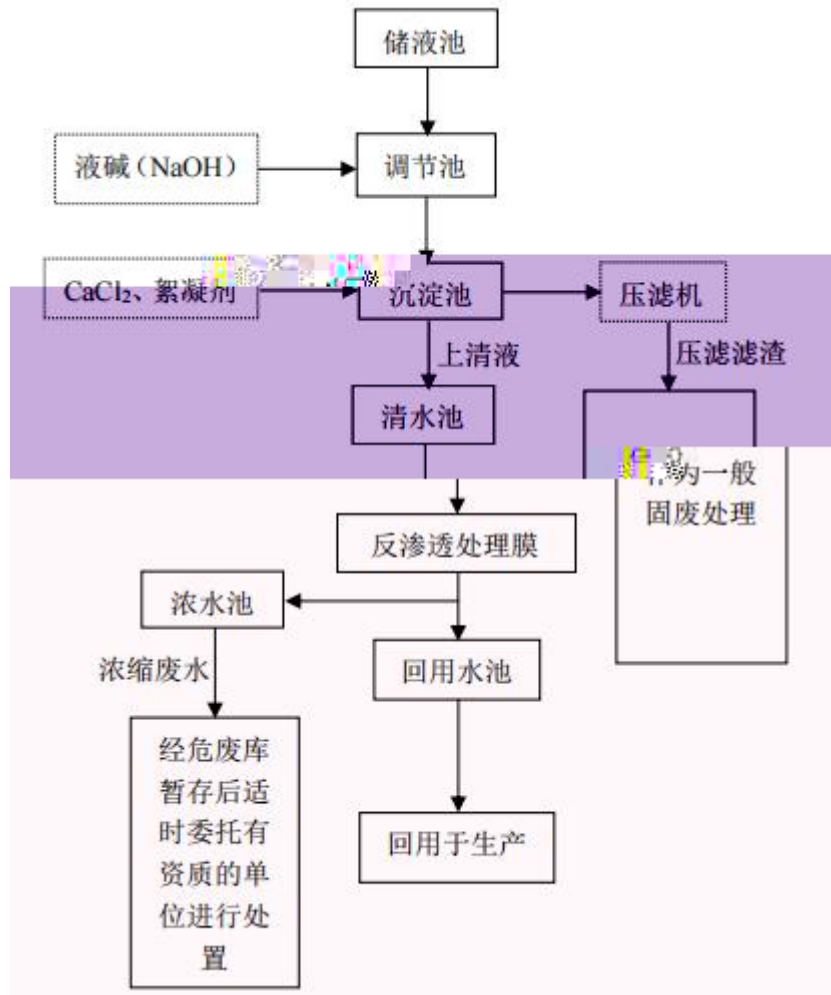 储液池
液碱（NaOH）
调节池
CaCl₂、絮凝剂
沉淀池
压滤机
上清液
压滤滤渣
清水池
为一般
固废处理
反渗透处理膜
浓水池
浓缩废水
回用水池
经危废库
暂存后适
时委托有
资质的单
位进行处
置
回用于生产